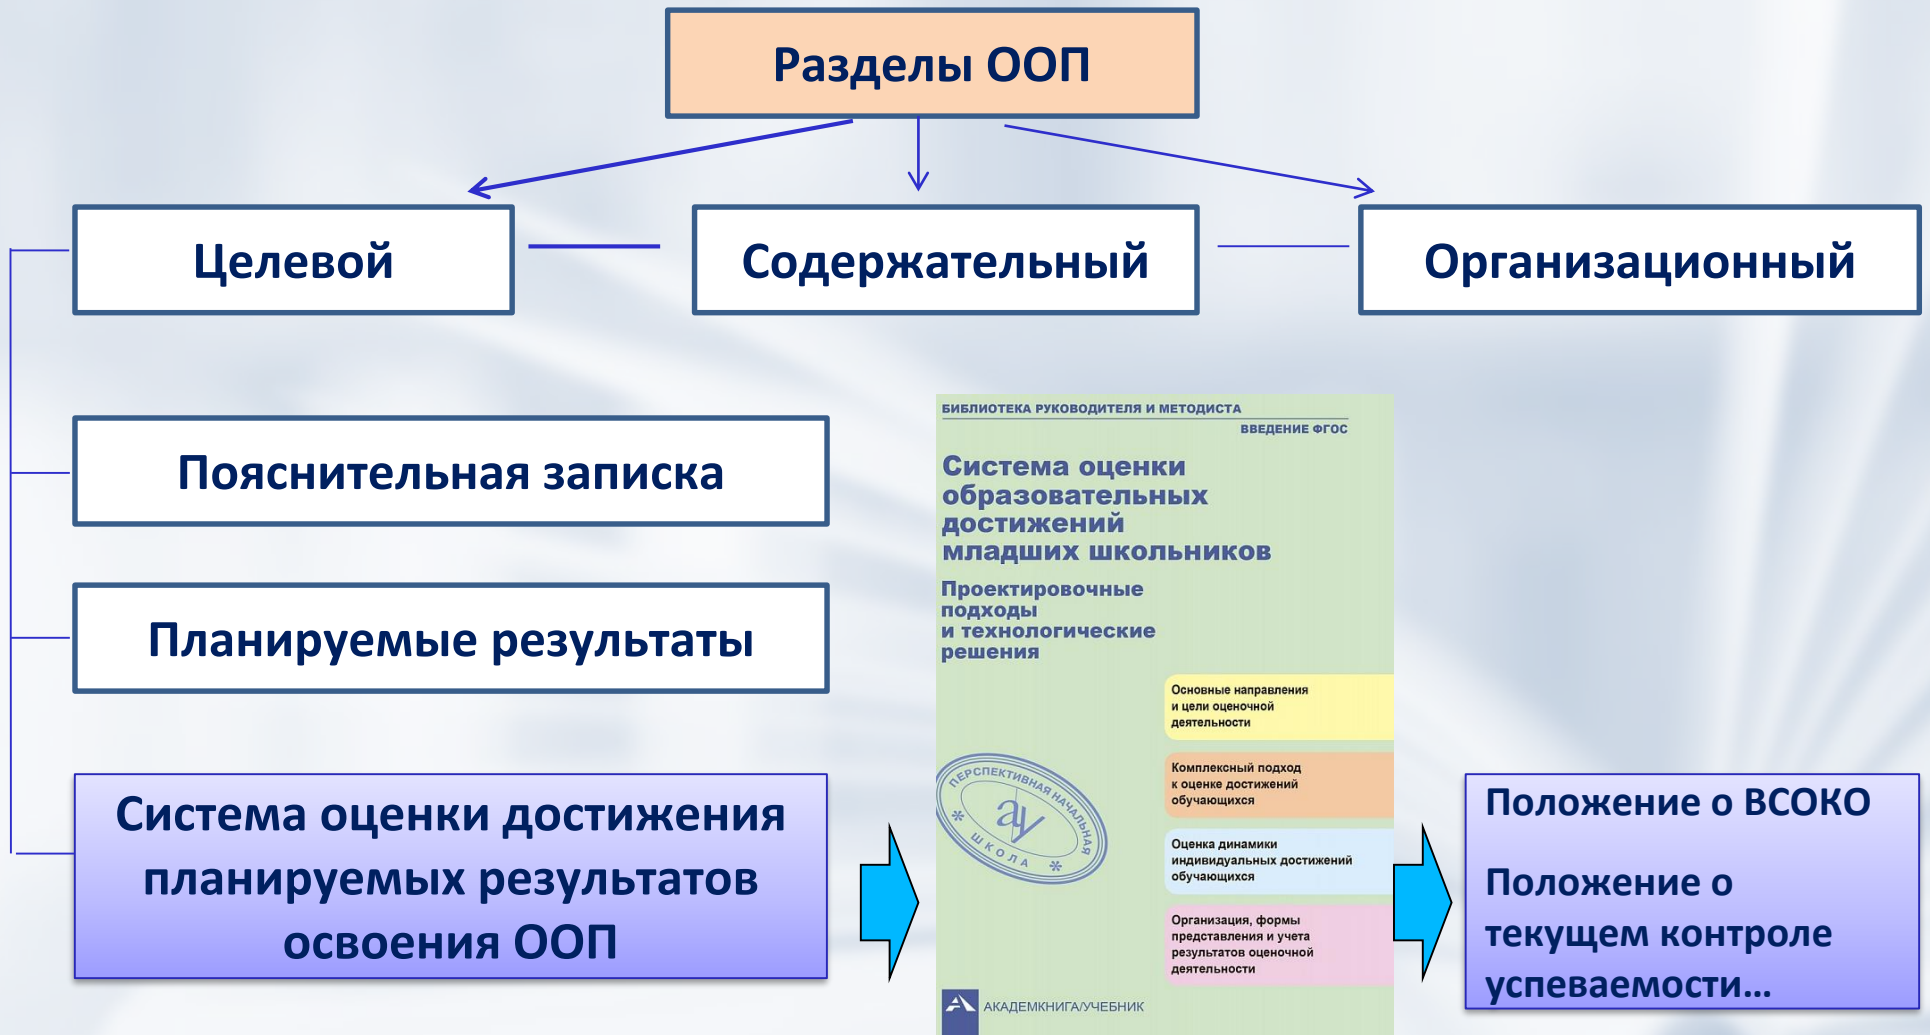 Разделы ООП
Целевой
Содержательный
Организационный
Пояснительная записка
Планируемые результаты
Система оценки достижения
планируемых результатов
освоения ООП
БИБЛИОТЕКА РУКОВОДИТЕЛЯ И МЕТОДИСТА
ВВЕДЕНИЕ ФГОС
Система оценки
образовательных
достижений
младших школьников
Проектировочные
подходы
и технологические
решения
Основные направления
и цели оценочной
деятельности
Комплексный подход
к оценке достижений
обучающихся
Оценка динамики
индивидуальных достижений
обучающихся
Организация, формы
представления и учета
результатов оценочной
деятельности
ПЕРСПЕКТИВНАЯ НАЧАЛЬНАЯ
ШКОЛА
ау
АКАДЕМКНИГА/УЧЕБНИК
Положение о ВСОКО
Положение о
текущем контроле
успеваемости...